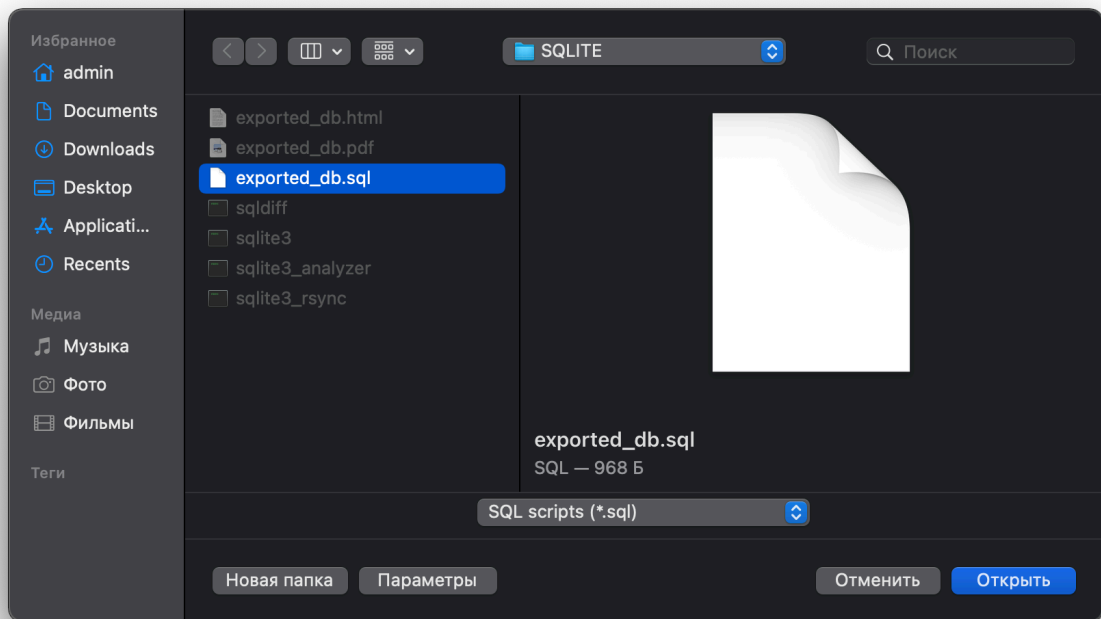 Избранное
admin
Documents
Downloads
Desktop
Applicati...
Recents
Медиа
Музыка
Фото
Фильмы
Теги
SQLITE
Поиск
exported_db.html
exported_db.pdf
exported_db.sql
sqldiff
sqlite3
sqlite3_analyzer
sqlite3_rsync
exported_db.sql
SQL — 968 Б
SQL scripts (*.sql)
Новая папка
Параметры
Отменить
Открыть